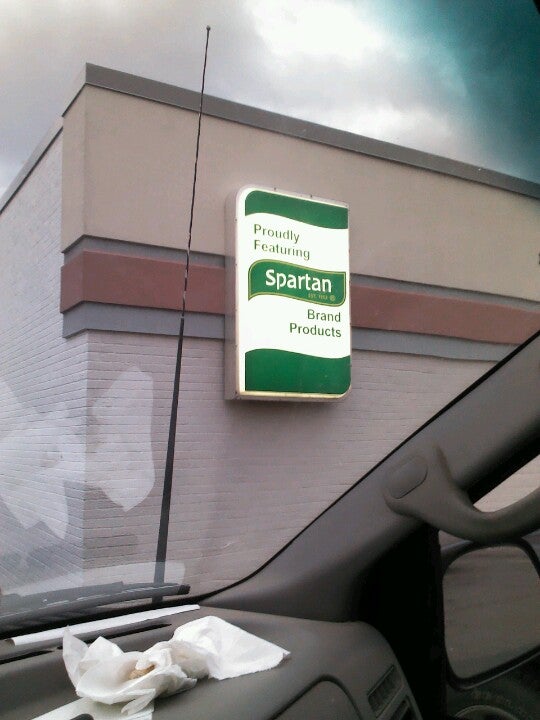 Proudly
Featuring
Spartan
Brand
Products